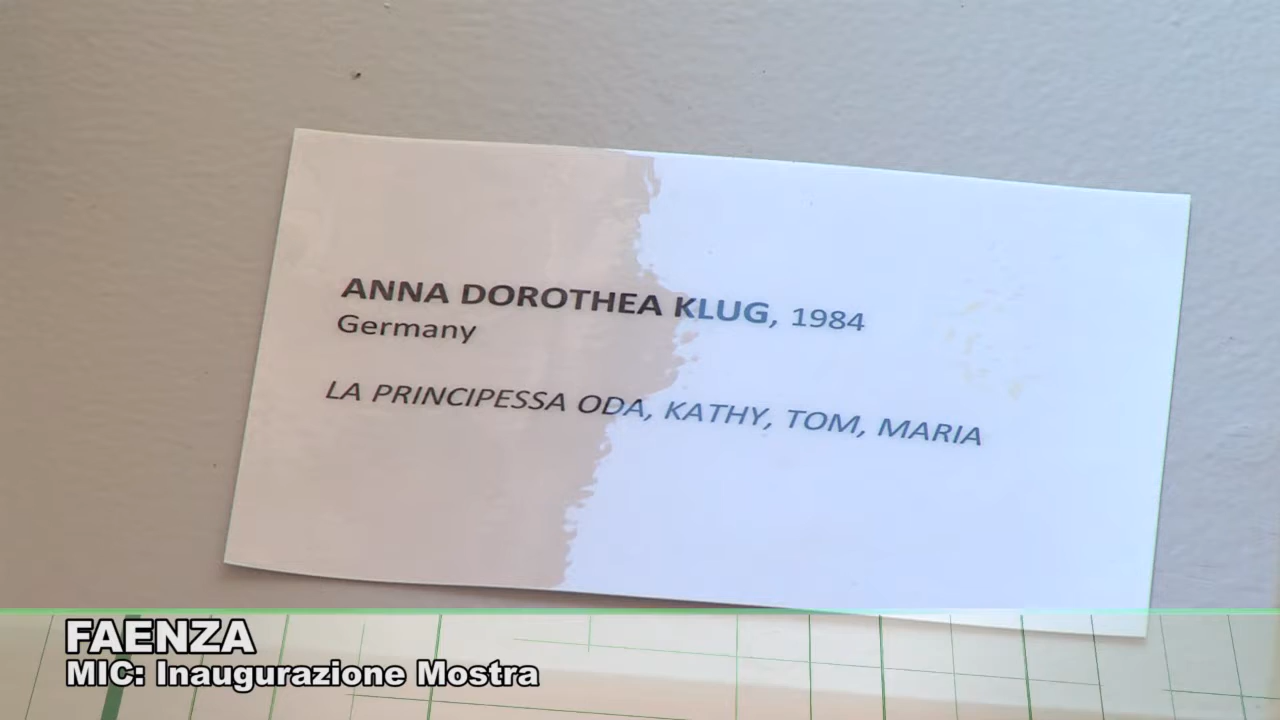 ANNA DOROTHEA KLUG, 1984
Germany
LA PRINCIPESSA ODA, KATHY, TOM, MARIA
FAENZA
MIC: Inaugurazione Mostra